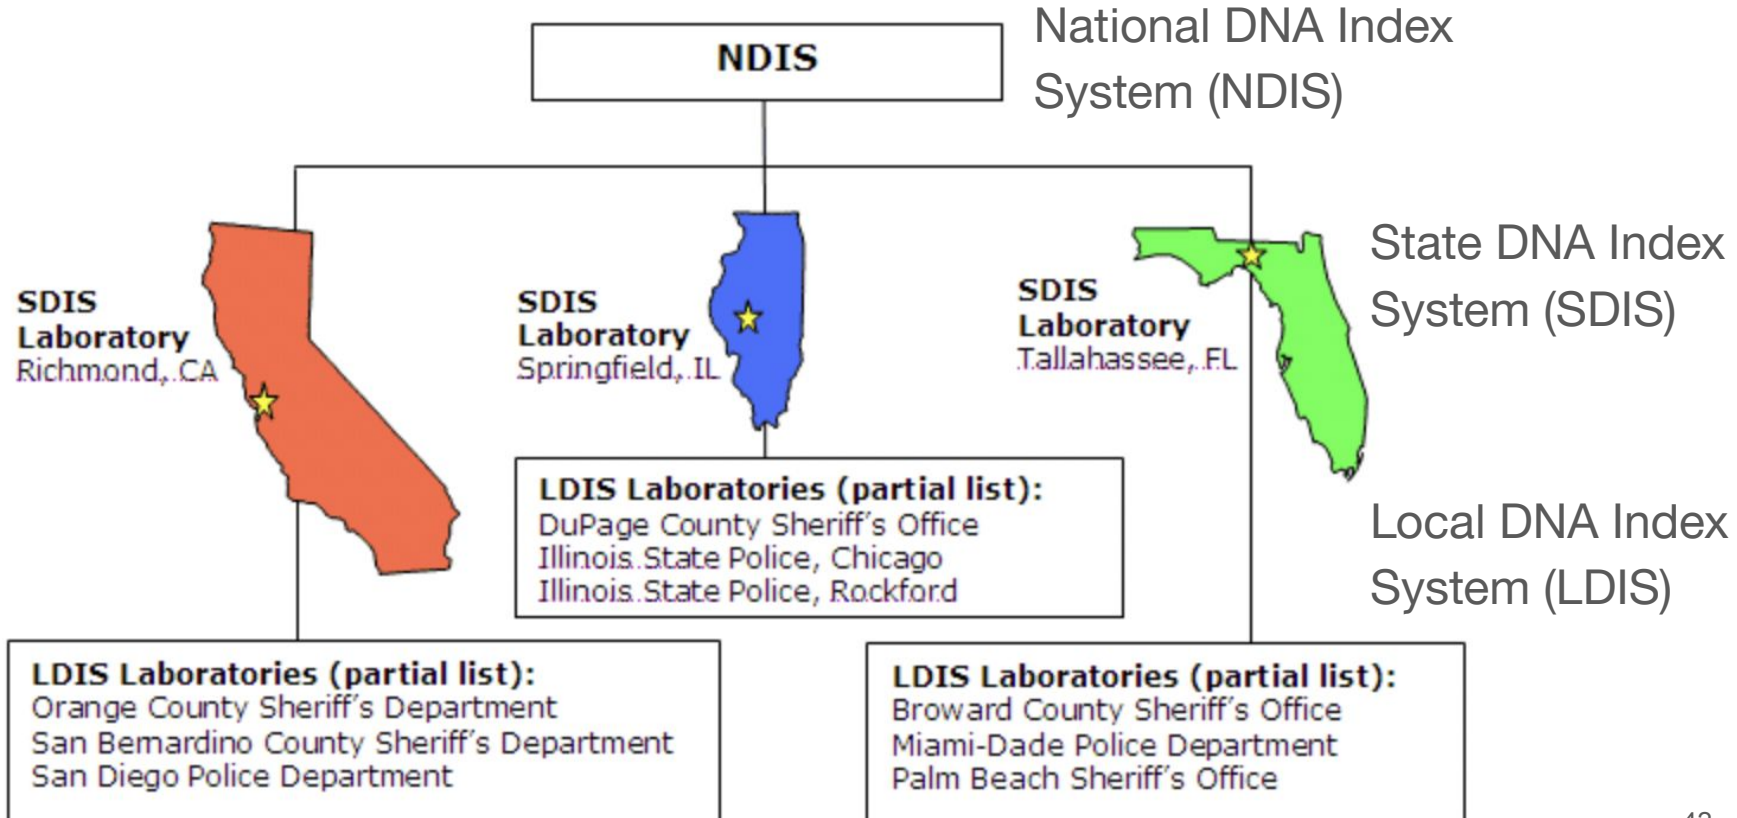 NDIS
National DNA Index
System (NDIS)
SDIS
Laboratory
Richmond, CA
SDIS
Laboratory
Springfield, IL
SDIS
Laboratory
Tallahassee, FL
State DNA Index
System (SDIS)
LDIS Laboratories (partial list):
DuPage County Sheriff's Office
Illinois State Police, Chicago
Illinois State Police, Rockford
Local DNA Index
System (LDIS)
LDIS Laboratories (partial list):
Orange County Sheriff's Department
San Bernardino County Sheriff's Department
San Diego Police Department
LDIS Laboratories (partial list):
Broward County Sheriff's Office
Miami-Dade Police Department
Palm Beach Sheriff's Office